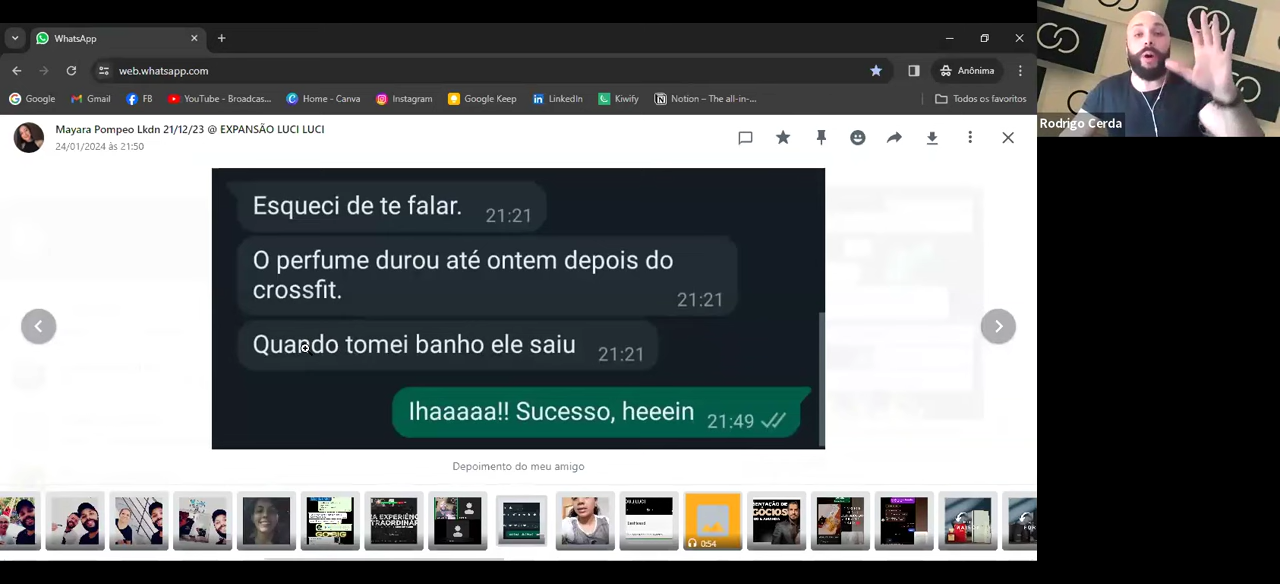 WhatsApp
web.whatsapp.com
Anônima
Google
Gmail
FB
YouTube - Broadcas...
Home - Canva
Instagram
Google Keep
LinkedIn
Kiwify
Notion – The all-in-...
Todos os favoritos
Rodrigo Cerda
Mayara Pompeo Lkdn 21/12/23 @ EXPANSÃO LUCI LUCI
24/01/2024 às 21:50
Esqueci de te falar. 21:21
O perfume durou até ontem depois do
crossfit. 21:21
Quando tomei banho ele saiu 21:21
Ihaaaaa!! Sucesso, heeein 21:49
Depoimento do meu amigo
0:54